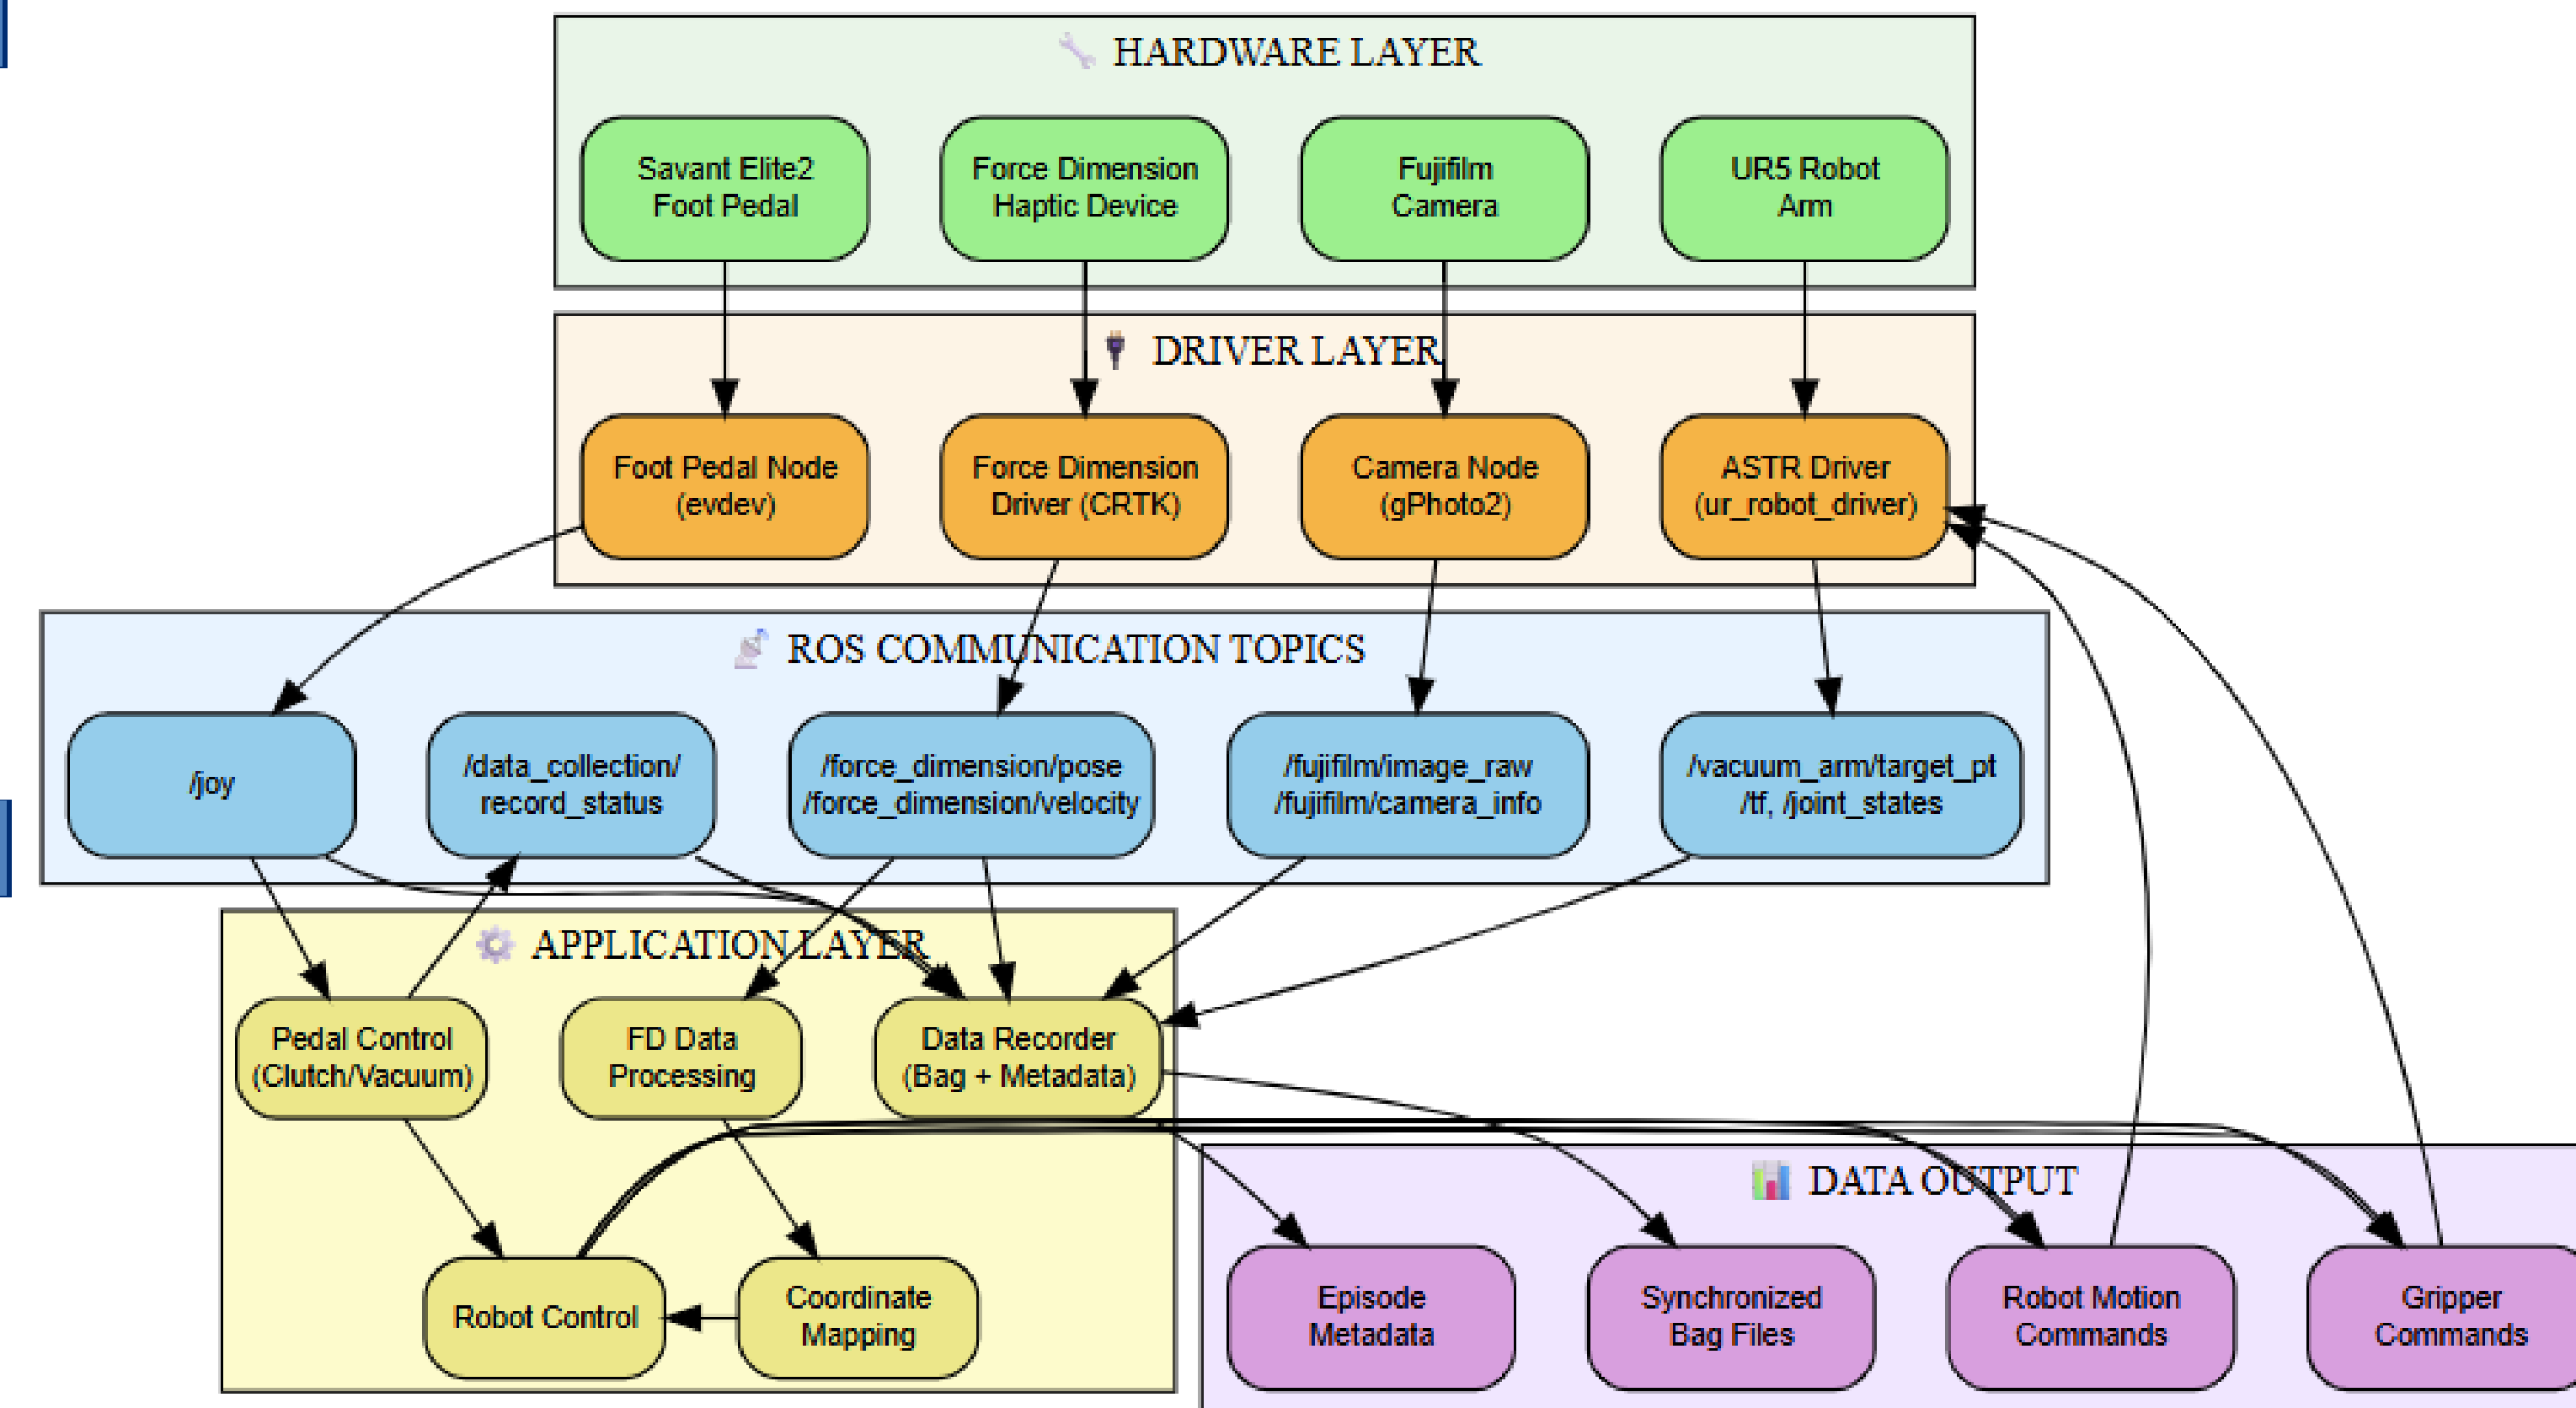 HARDWARE LAYER
Savant Elite2
Foot Pedal
Force Dimension
Haptic Device
Fujifilm
Camera
UR5 Robot
Arm
DRIVER LAYER
Foot Pedal Node
(evdev)
Force Dimension
Driver (CRTK)
Camera Node
(gPhoto2)
ASTR Driver
(ur_robot_driver)
ROS COMMUNICATION TOPICS
/joy
/data_collection/
record_status
/force_dimension/pose
/force_dimension/velocity
/fujifilm/image_raw
/fujifilm/camera_info
/vacuum_arm/target_pt
/tf, /joint_states
APPLICATION LAYER
Pedal Control
(Clutch/Vacuum)
FD Data
Processing
Data Recorder
(Bag + Metadata)
Robot Control
Coordinate
Mapping
DATA OUTPUT
Episode
Metadata
Synchronized
Bag Files
Robot Motion
Commands
Gripper
Commands